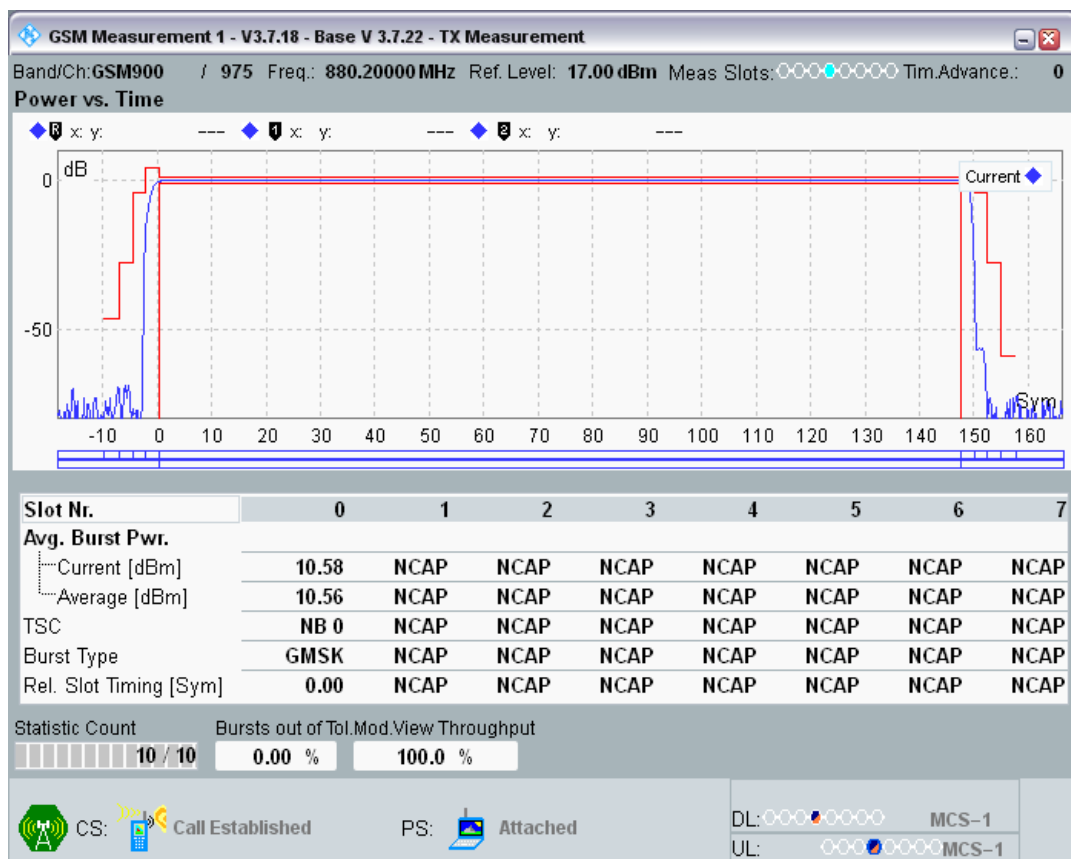 GSM Measurement 1 - V3.7.18 - Base V 3.7.22 - TX Measurement
Band/Ch:GSM900 / 975 Freq.: 880.20000 MHz Ref. Level: 17.00 dBm Meas Slots: Tim.Advance.: 0
Power vs. Time
R x: y: --- 1 x: y: --- 2 x: y: ---
dB
Current
0
-50
Sym
-10 0 10 20 30 40 50 60 70 80 90 100 110 120 130 140 150 160
Slot Nr. 0 1 2 3 4 5 6 7
Avg. Burst Pwr.
Current [dBm] 10.58 NCAP NCAP NCAP NCAP NCAP NCAP NCAP
Average [dBm] 10.56 NCAP NCAP NCAP NCAP NCAP NCAP NCAP
TSC NB 0 NCAP NCAP NCAP NCAP NCAP NCAP NCAP
Burst Type GMSK NCAP NCAP NCAP NCAP NCAP NCAP NCAP
Rel. Slot Timing [Sym] 0.00 NCAP NCAP NCAP NCAP NCAP NCAP NCAP
Statistic Count Bursts out of Tol.Mod.View Throughput
10 / 10 0.00 % 100.0 %
CS: Call Established PS: Attached DL: MCS-1
UL: MCS-1